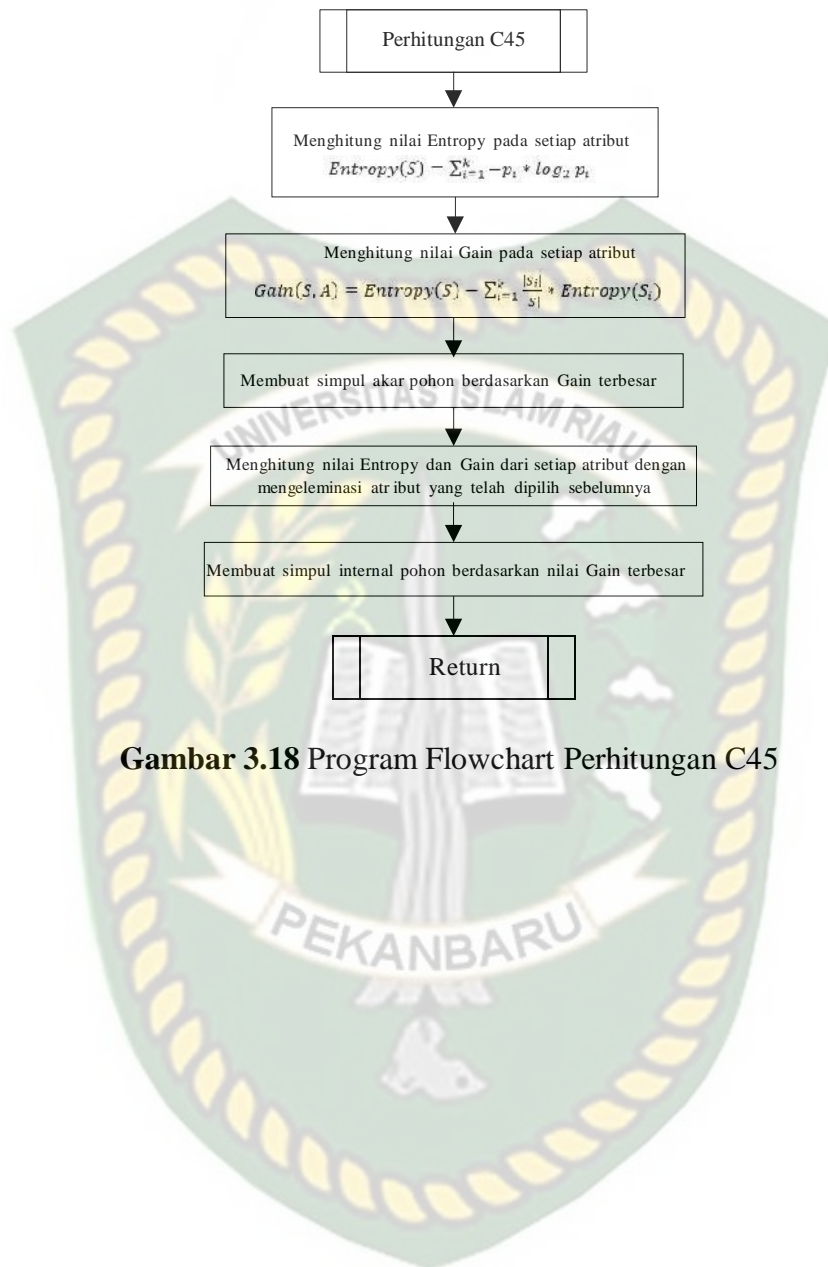 Perhitungan C45
Menghitung nilai Entropy pada setiap atribut
Entropy(S) = ∑ᵏᵢ₌₁ −pᵢ * log₂ pᵢ
Menghitung nilai Gain pada setiap atribut
Gain(S, A) = Entropy(S) − ∑ᵏᵢ₌₁ |Sᵢ|/S| * Entropy(Sᵢ)
Membuat simpul akar pohon berdasarkan Gain terbesar
UNIVERSITAS ISLAM RIAU
Menghitung nilai Entropy dan Gain dari setiap atribut dengan
mengeleminasi atribut yang telah dipilih sebelumnya
Membuat simpul internal pohon berdasarkan nilai Gain terbesar
Return
Gambar 3.18 Program Flowchart Perhitungan C45
PEKANBARU